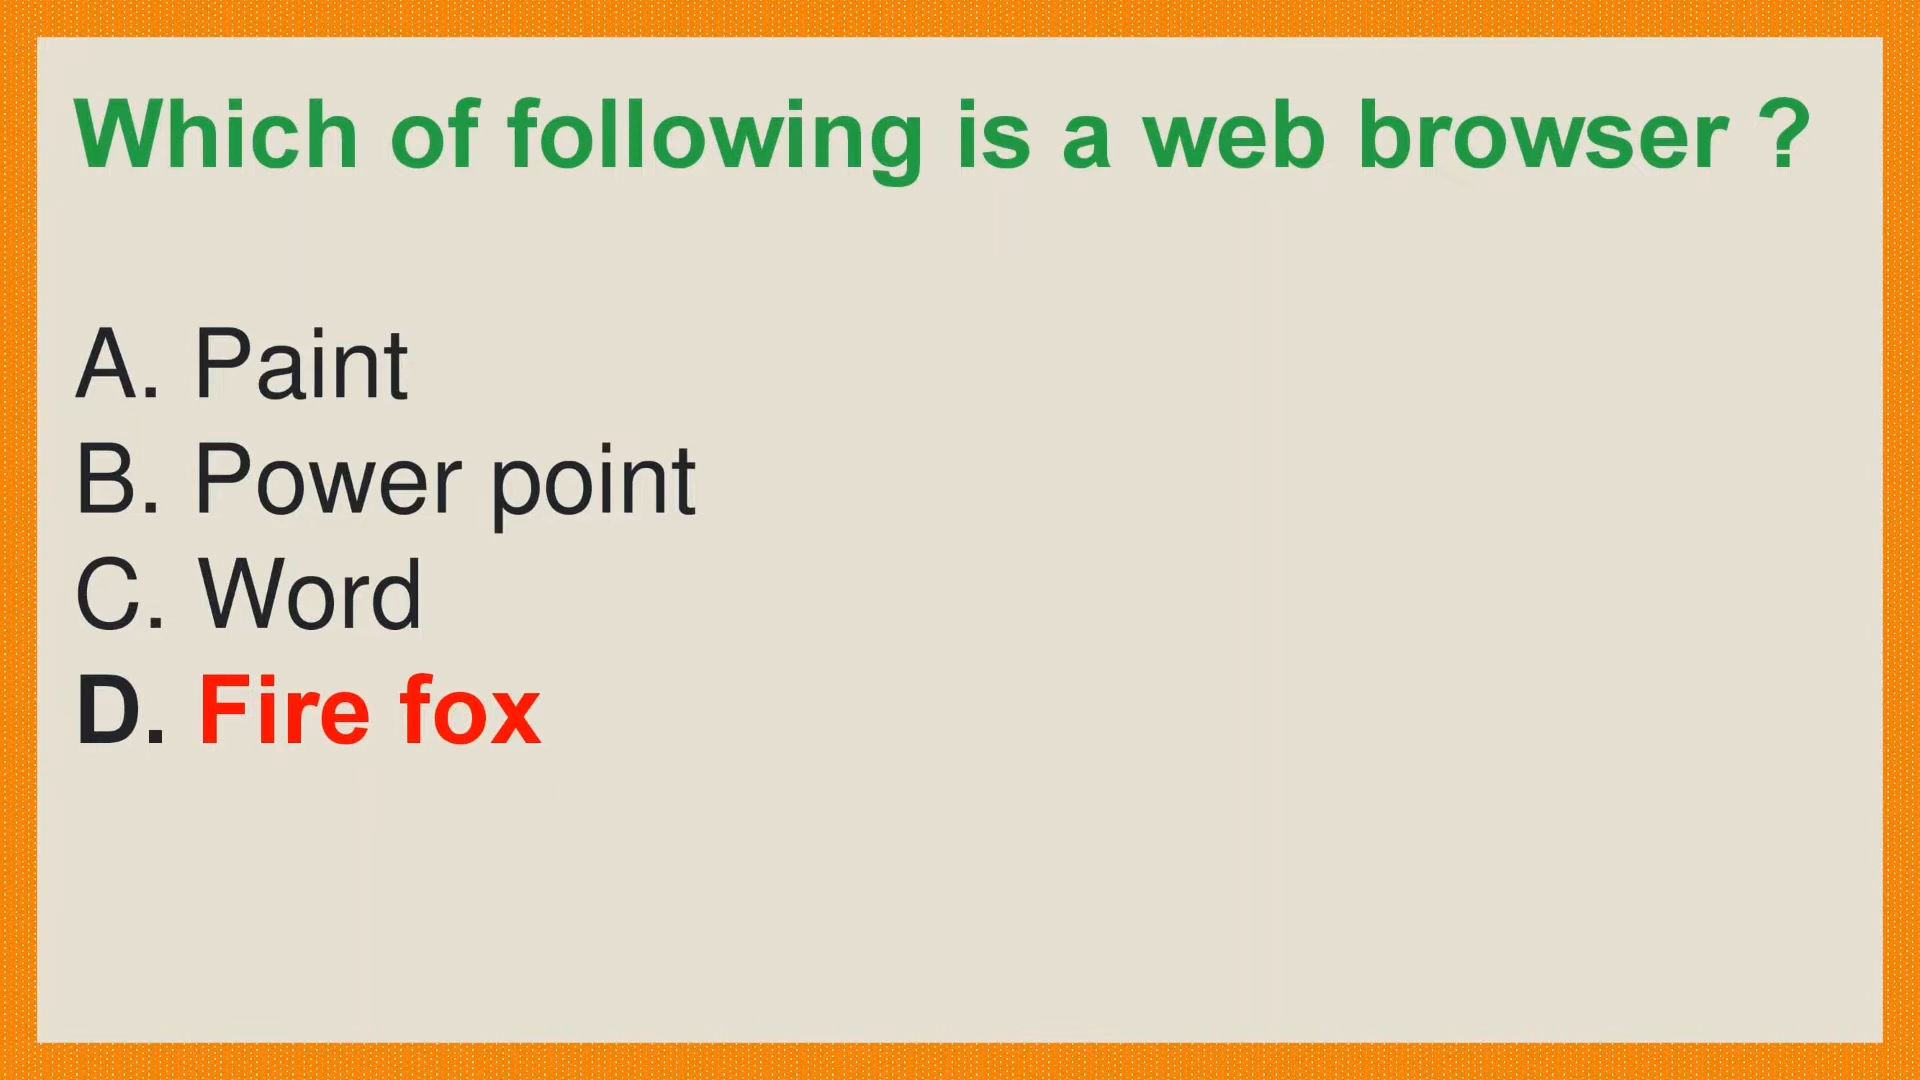 Which of following is a web browser ?
A. Paint
B. Power point
C. Word
D. Fire fox